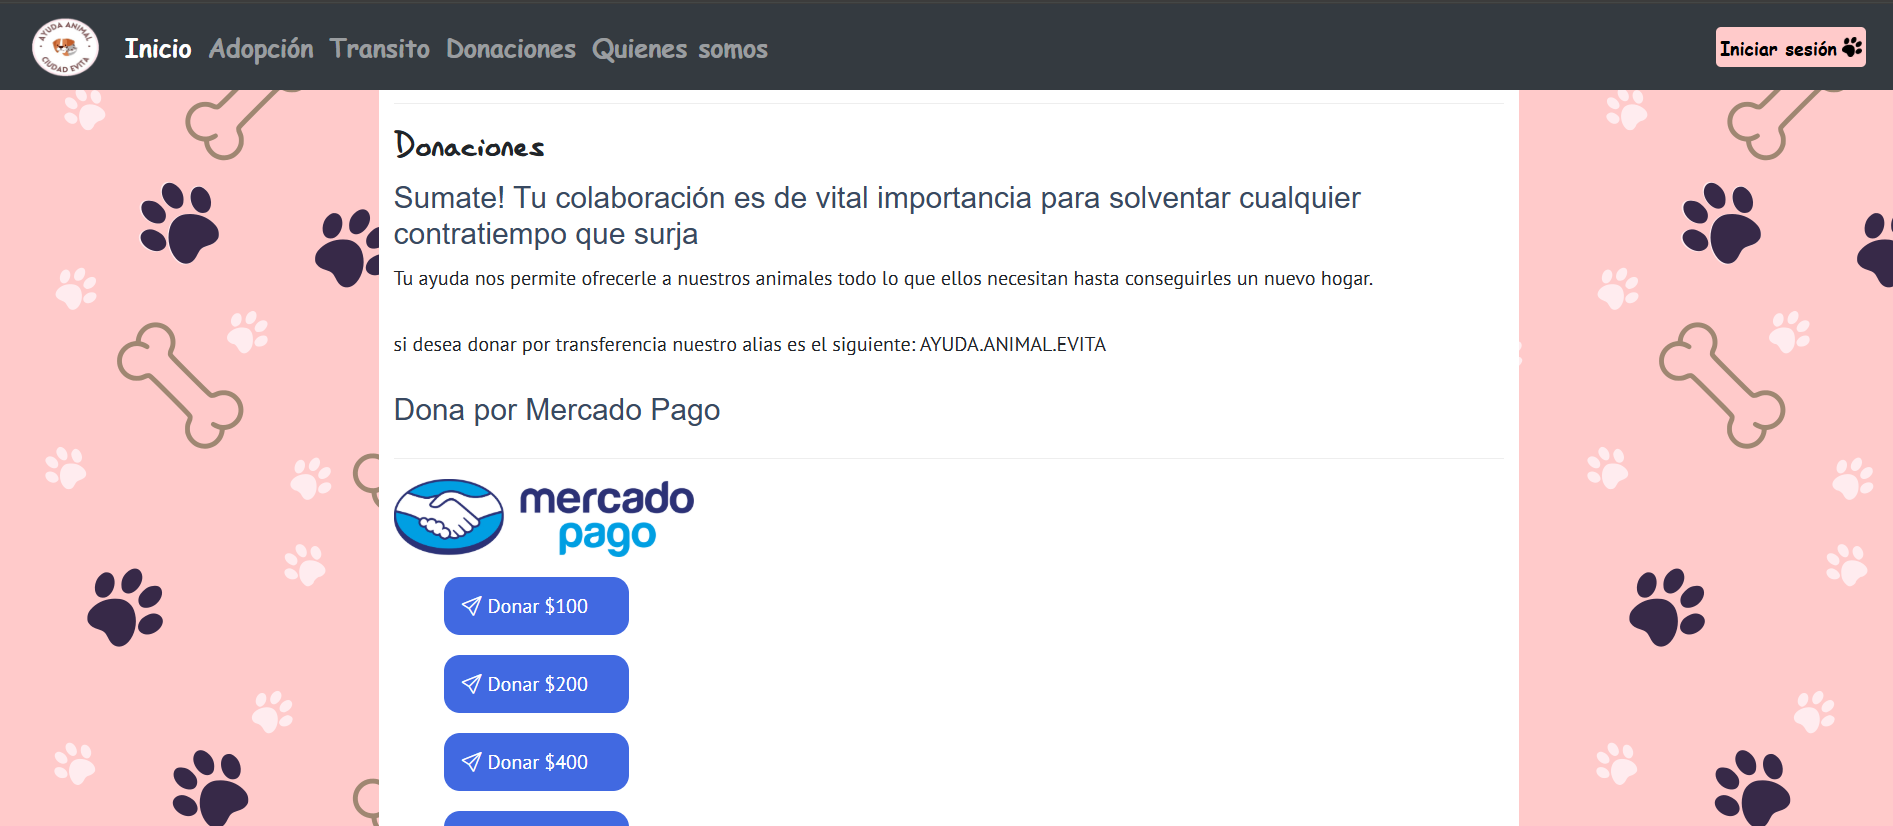 AYUDA ANIMAL
CIUDAD EVITA
Inicio Adopción Transito Donaciones Quienes somos
Iniciar sesión
Donaciones
Sumate! Tu colaboración es de vital importancia para solventar cualquier
contratiempo que surja
Tu ayuda nos permite ofrecerle a nuestros animales todo lo que ellos necesitan hasta conseguirles un nuevo hogar.
si desea donar por transferencia nuestro alias es el siguiente: AYUDA.ANIMAL.EVITA
Dona por Mercado Pago
mercado
pago
Donar $100
Donar $200
Donar $400